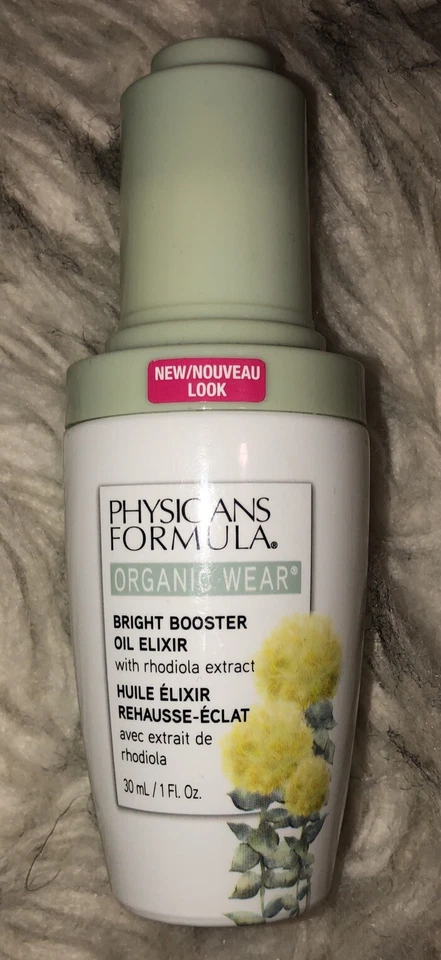 NEW/NOUVEAU
LOOK
PHYSICIANS
FORMULA®
ORGANIC WEAR®
BRIGHT BOOSTER
OIL ELIXIR
with rhodiola extract
HUILE ÉLIXIR
REHAUSSE-ÉCLAT
avec extrait de
rhodiola
30 mL / 1 Fl. Oz.